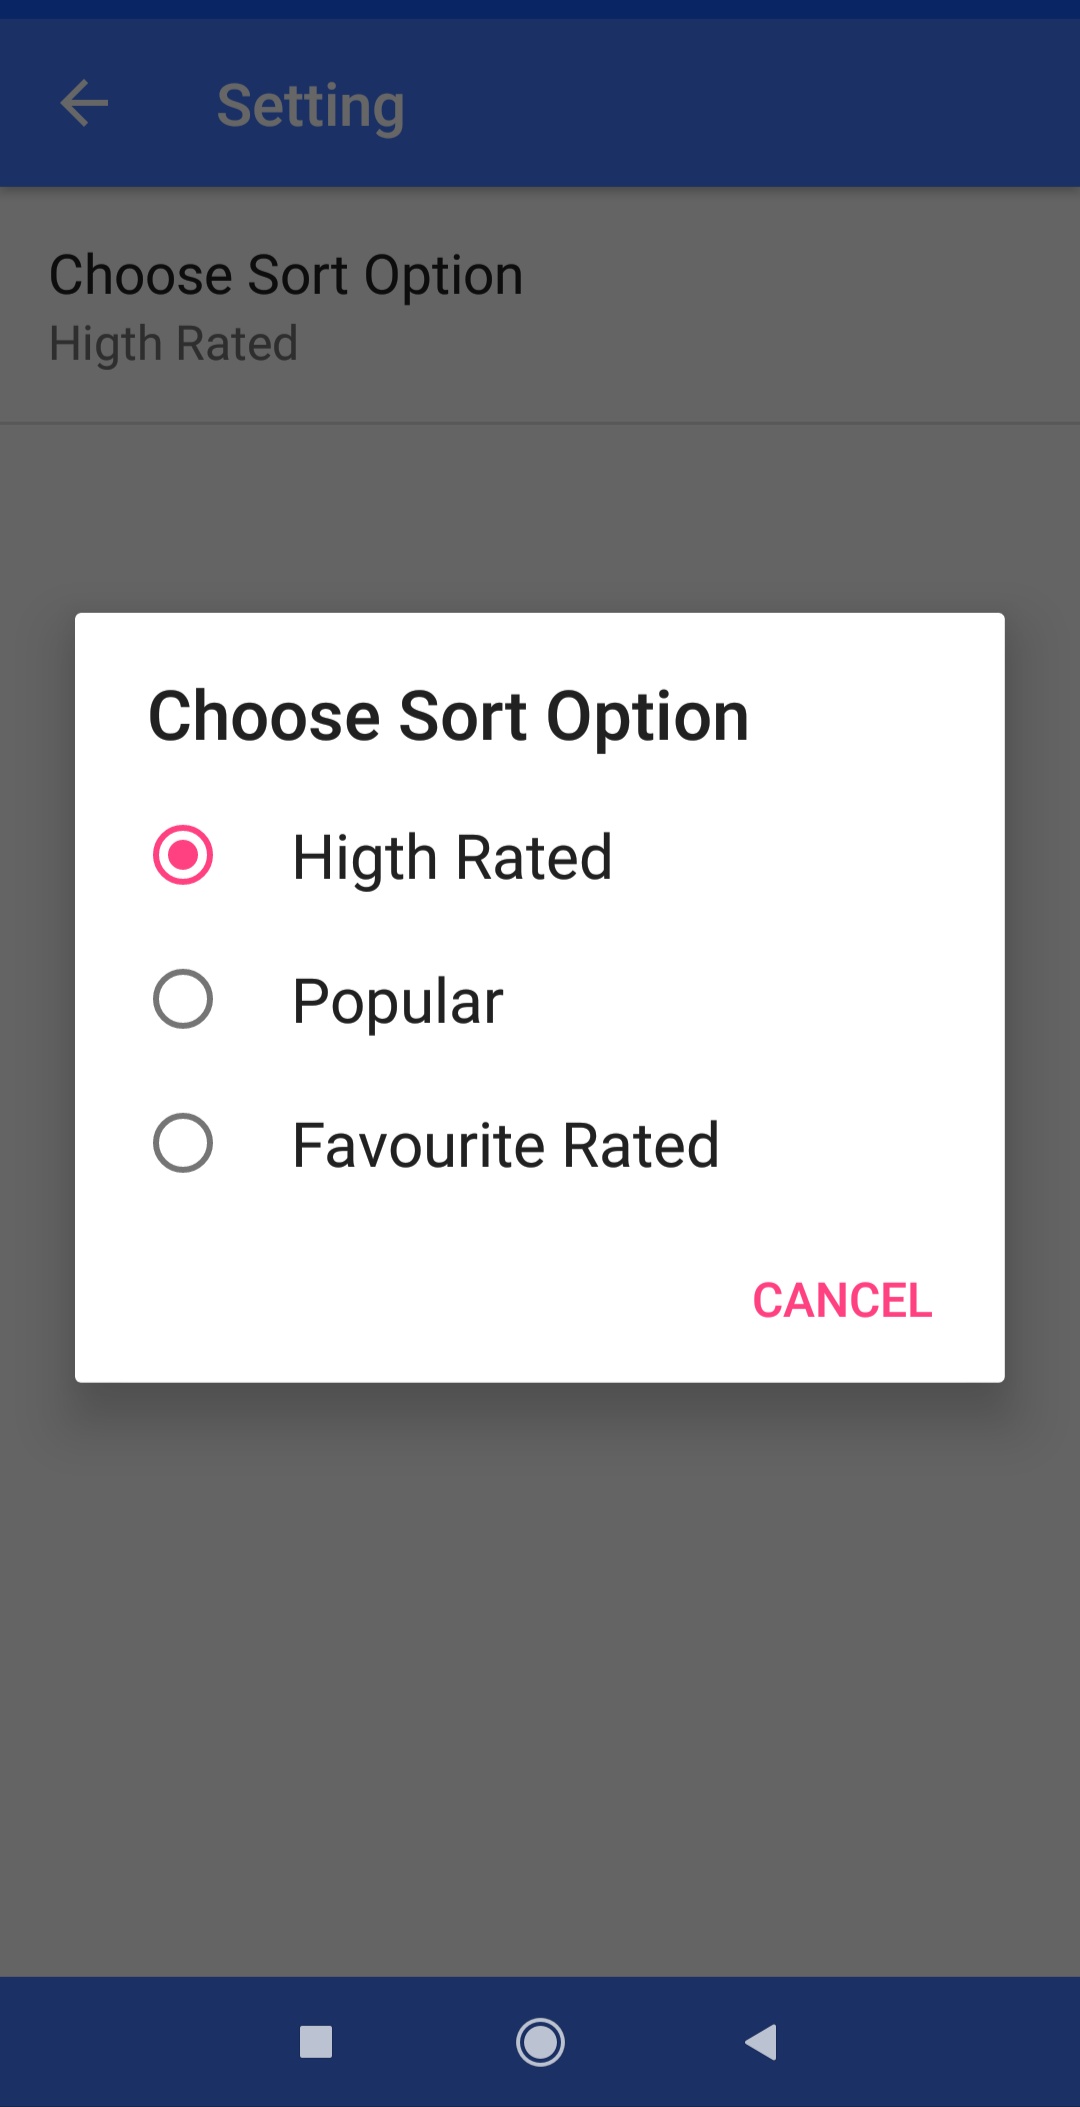 Setting
Choose Sort Option
Higth Rated
Choose Sort Option
Higth Rated
Popular
Favourite Rated
CANCEL